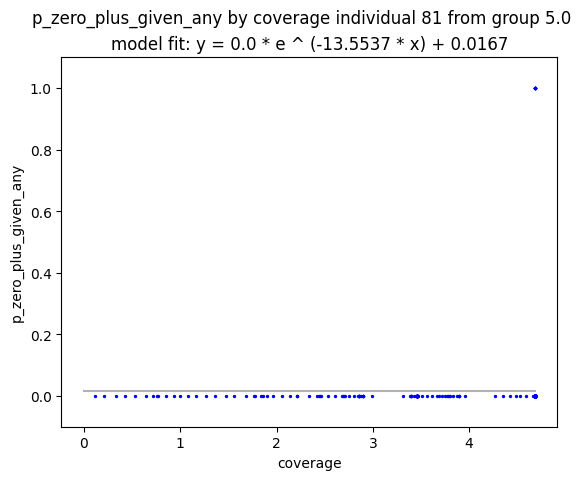 p_zero_plus_given_any by coverage individual 81 from group 5.0
model fit: y = 0.0 * e ^ (-13.5537 * x) + 0.0167
1.0
0.8
0.6
0.4
0.2
0.0
p_zero_plus_given_any
0 1 2 3 4
coverage